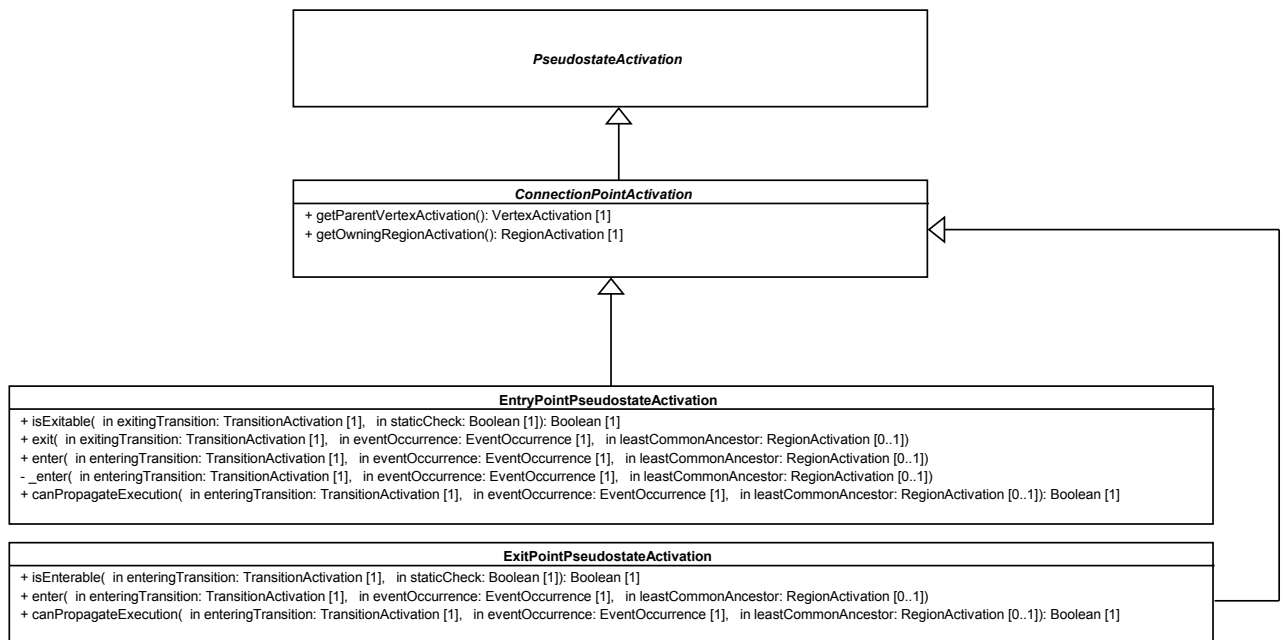 PseudostateActivation
ConnectionPointActivation
+ getParentVertexActivation(): VertexActivation [1]
+ getOwningRegionActivation(): RegionActivation [1]
EntryPointPseudostateActivation
+ isExitable( in exitingTransition: TransitionActivation [1], in staticCheck: Boolean [1]): Boolean [1]
+ exit( in exitingTransition: TransitionActivation [1], in eventOccurrence: EventOccurrence [1], in leastCommonAncestor: RegionActivation [0..1])
+ enter( in enteringTransition: TransitionActivation [1], in eventOccurrence: EventOccurrence [1], in leastCommonAncestor: RegionActivation [0..1])
- _enter( in enteringTransition: TransitionActivation [1], in eventOccurrence: EventOccurrence [1], in leastCommonAncestor: RegionActivation [0..1])
+ canPropagateExecution( in enteringTransition: TransitionActivation [1], in eventOccurrence: EventOccurrence [1], in leastCommonAncestor: RegionActivation [0..1]): Boolean [1]
ExitPointPseudostateActivation
+ isEnterable( in enteringTransition: TransitionActivation [1], in staticCheck: Boolean [1]): Boolean [1]
+ enter( in enteringTransition: TransitionActivation [1], in eventOccurrence: EventOccurrence [1], in leastCommonAncestor: RegionActivation [0..1])
+ canPropagateExecution( in enteringTransition: TransitionActivation [1], in eventOccurrence: EventOccurrence [1], in leastCommonAncestor: RegionActivation [0..1]): Boolean [1]